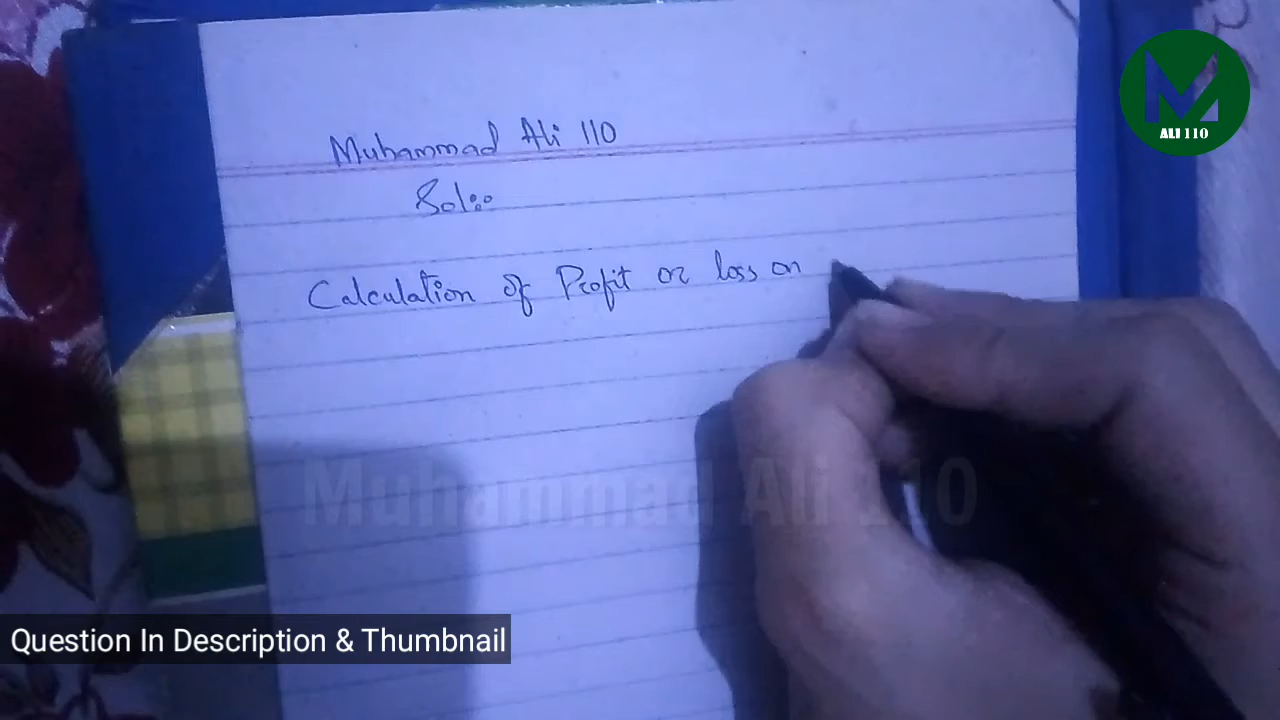 M
ALI 110
Muhammad Ali 110
Sol::
Calculation of Profit or loss on
Muhammad Ali 110
Question In Description & Thumbnail